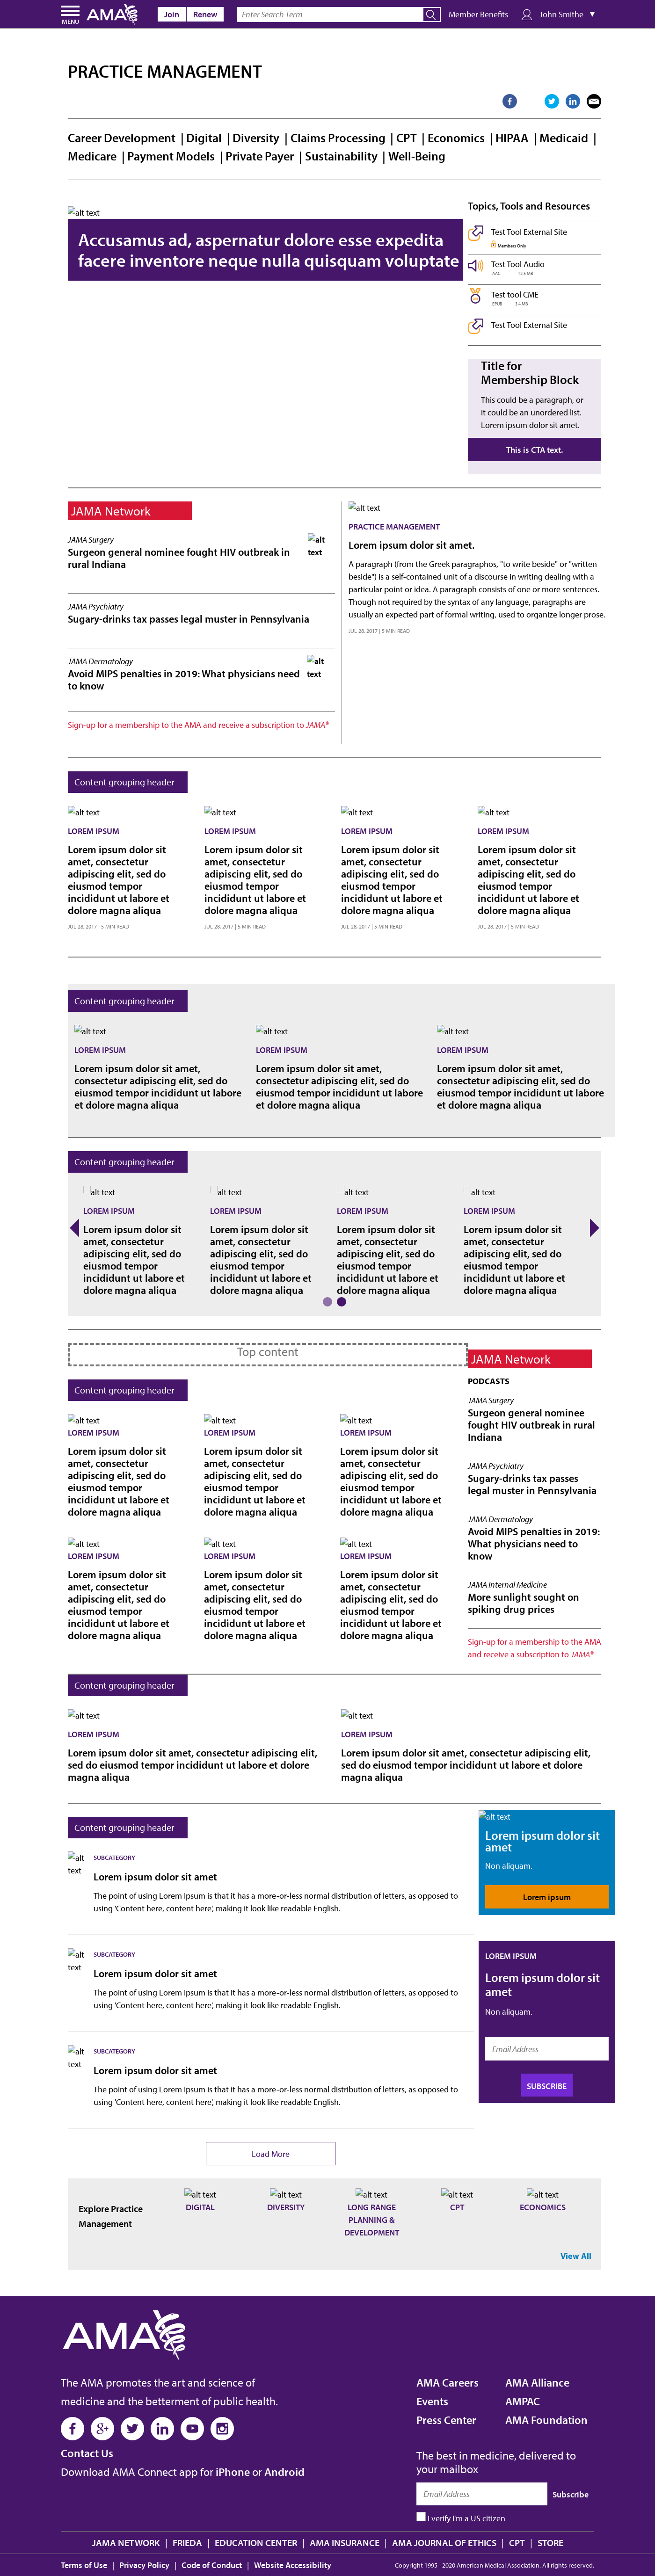 MENU
AMA
Join
Renew
Enter Search Term
Member Benefits
John Smithe
PRACTICE MANAGEMENT
Career Development | Digital | Diversity | Claims Processing | CPT | Economics | HIPAA | Medicaid |
Medicare | Payment Models | Private Payer | Sustainability | Well-Being
alt text
Accusamus ad, aspernatur dolore esse expedita
facere inventore neque nulla quisquam voluptate
Topics, Tools and Resources
Test Tool External Site
Members Only
Test Tool Audio
.AAC 12.5 MB
Test tool CME
.EPUB 3.4 MB
Test Tool External Site
Title for
Membership Block
This could be a paragraph, or
it could be an unordered list.
Lorem ipsum dolor sit amet.
This is CTA text.
JAMA Network
JAMA Surgery
Surgeon general nominee fought HIV outbreak in
rural Indiana
alt
text
JAMA Psychiatry
Sugary-drinks tax passes legal muster in Pennsylvania
JAMA Dermatology
Avoid MIPS penalties in 2019: What physicians need
to know
alt
text
Sign-up for a membership to the AMA and receive a subscription to JAMA®
alt text
PRACTICE MANAGEMENT
Lorem ipsum dolor sit amet.
A paragraph (from the Greek paragraphos, "to write beside" or "written
beside") is a self-contained unit of a discourse in writing dealing with a
particular point or idea. A paragraph consists of one or more sentences.
Though not required by the syntax of any language, paragraphs are
usually an expected part of formal writing, used to organize longer prose.
JUL 28, 2017 | 5 MIN READ
Content grouping header
alt text
LOREM IPSUM
Lorem ipsum dolor sit
amet, consectetur
adipiscing elit, sed do
eiusmod tempor
incididunt ut labore et
dolore magna aliqua
JUL 28, 2017 | 5 MIN READ
alt text
LOREM IPSUM
Lorem ipsum dolor sit
amet, consectetur
adipiscing elit, sed do
eiusmod tempor
incididunt ut labore et
dolore magna aliqua
JUL 28, 2017 | 5 MIN READ
alt text
LOREM IPSUM
Lorem ipsum dolor sit
amet, consectetur
adipiscing elit, sed do
eiusmod tempor
incididunt ut labore et
dolore magna aliqua
JUL 28, 2017 | 5 MIN READ
alt text
LOREM IPSUM
Lorem ipsum dolor sit
amet, consectetur
adipiscing elit, sed do
eiusmod tempor
incididunt ut labore et
dolore magna aliqua
JUL 28, 2017 | 5 MIN READ
Content grouping header
alt text
LOREM IPSUM
Lorem ipsum dolor sit amet,
consectetur adipiscing elit, sed do
eiusmod tempor incididunt ut labore
et dolore magna aliqua
alt text
LOREM IPSUM
Lorem ipsum dolor sit amet,
consectetur adipiscing elit, sed do
eiusmod tempor incididunt ut labore
et dolore magna aliqua
alt text
LOREM IPSUM
Lorem ipsum dolor sit amet,
consectetur adipiscing elit, sed do
eiusmod tempor incididunt ut labore
et dolore magna aliqua
Content grouping header
alt text
LOREM IPSUM
Lorem ipsum dolor sit
amet, consectetur
adipiscing elit, sed do
eiusmod tempor
incididunt ut labore et
dolore magna aliqua
alt text
LOREM IPSUM
Lorem ipsum dolor sit
amet, consectetur
adipiscing elit, sed do
eiusmod tempor
incididunt ut labore et
dolore magna aliqua
alt text
LOREM IPSUM
Lorem ipsum dolor sit
amet, consectetur
adipiscing elit, sed do
eiusmod tempor
incididunt ut labore et
dolore magna aliqua
alt text
LOREM IPSUM
Lorem ipsum dolor sit
amet, consectetur
adipiscing elit, sed do
eiusmod tempor
incididunt ut labore et
dolore magna aliqua
Top content
Content grouping header
alt text
LOREM IPSUM
Lorem ipsum dolor sit
amet, consectetur
adipiscing elit, sed do
eiusmod tempor
incididunt ut labore et
dolore magna aliqua
alt text
LOREM IPSUM
Lorem ipsum dolor sit
amet, consectetur
adipiscing elit, sed do
eiusmod tempor
incididunt ut labore et
dolore magna aliqua
alt text
LOREM IPSUM
Lorem ipsum dolor sit
amet, consectetur
adipiscing elit, sed do
eiusmod tempor
incididunt ut labore et
dolore magna aliqua
alt text
LOREM IPSUM
Lorem ipsum dolor sit
amet, consectetur
adipiscing elit, sed do
eiusmod tempor
incididunt ut labore et
dolore magna aliqua
alt text
LOREM IPSUM
Lorem ipsum dolor sit
amet, consectetur
adipiscing elit, sed do
eiusmod tempor
incididunt ut labore et
dolore magna aliqua
alt text
LOREM IPSUM
Lorem ipsum dolor sit
amet, consectetur
adipiscing elit, sed do
eiusmod tempor
incididunt ut labore et
dolore magna aliqua
JAMA Network
PODCASTS
JAMA Surgery
Surgeon general nominee
fought HIV outbreak in rural
Indiana
JAMA Psychiatry
Sugary-drinks tax passes
legal muster in Pennsylvania
JAMA Dermatology
Avoid MIPS penalties in 2019:
What physicians need to
know
JAMA Internal Medicine
More sunlight sought on
spiking drug prices
Sign-up for a membership to the AMA
and receive a subscription to JAMA®
Content grouping header
alt text
LOREM IPSUM
Lorem ipsum dolor sit amet, consectetur adipiscing elit,
sed do eiusmod tempor incididunt ut labore et dolore
magna aliqua
alt text
LOREM IPSUM
Lorem ipsum dolor sit amet, consectetur adipiscing elit,
sed do eiusmod tempor incididunt ut labore et dolore
magna aliqua
Content grouping header
alt
text
SUBCATEGORY
Lorem ipsum dolor sit amet
The point of using Lorem Ipsum is that it has a more-or-less normal distribution of letters, as opposed to
using 'Content here, content here', making it look like readable English.
alt
text
SUBCATEGORY
Lorem ipsum dolor sit amet
The point of using Lorem Ipsum is that it has a more-or-less normal distribution of letters, as opposed to
using 'Content here, content here', making it look like readable English.
alt
text
SUBCATEGORY
Lorem ipsum dolor sit amet
The point of using Lorem Ipsum is that it has a more-or-less normal distribution of letters, as opposed to
using 'Content here, content here', making it look like readable English.
Load More
alt text
Lorem ipsum dolor sit
amet
Non aliquam.
Lorem ipsum
LOREM IPSUM
Lorem ipsum dolor sit
amet
Non aliquam.
Email Address
SUBSCRIBE
Explore Practice
Management
alt text
DIGITAL
alt text
DIVERSITY
alt text
LONG RANGE
PLANNING &
DEVELOPMENT
alt text
CPT
alt text
ECONOMICS
View All
AMA
The AMA promotes the art and science of
medicine and the betterment of public health.
Contact Us
Download AMA Connect app for iPhone or Android
AMA Careers
Events
Press Center
AMA Alliance
AMPAC
AMA Foundation
The best in medicine, delivered to
your mailbox
Email Address
Subscribe
I verify I'm a US citizen
JAMA NETWORK | FRIEDA | EDUCATION CENTER | AMA INSURANCE | AMA JOURNAL OF ETHICS | CPT | STORE
Terms of Use | Privacy Policy | Code of Conduct | Website Accessibility
Copyright 1995 - 2020 American Medical Association. All rights reserved.